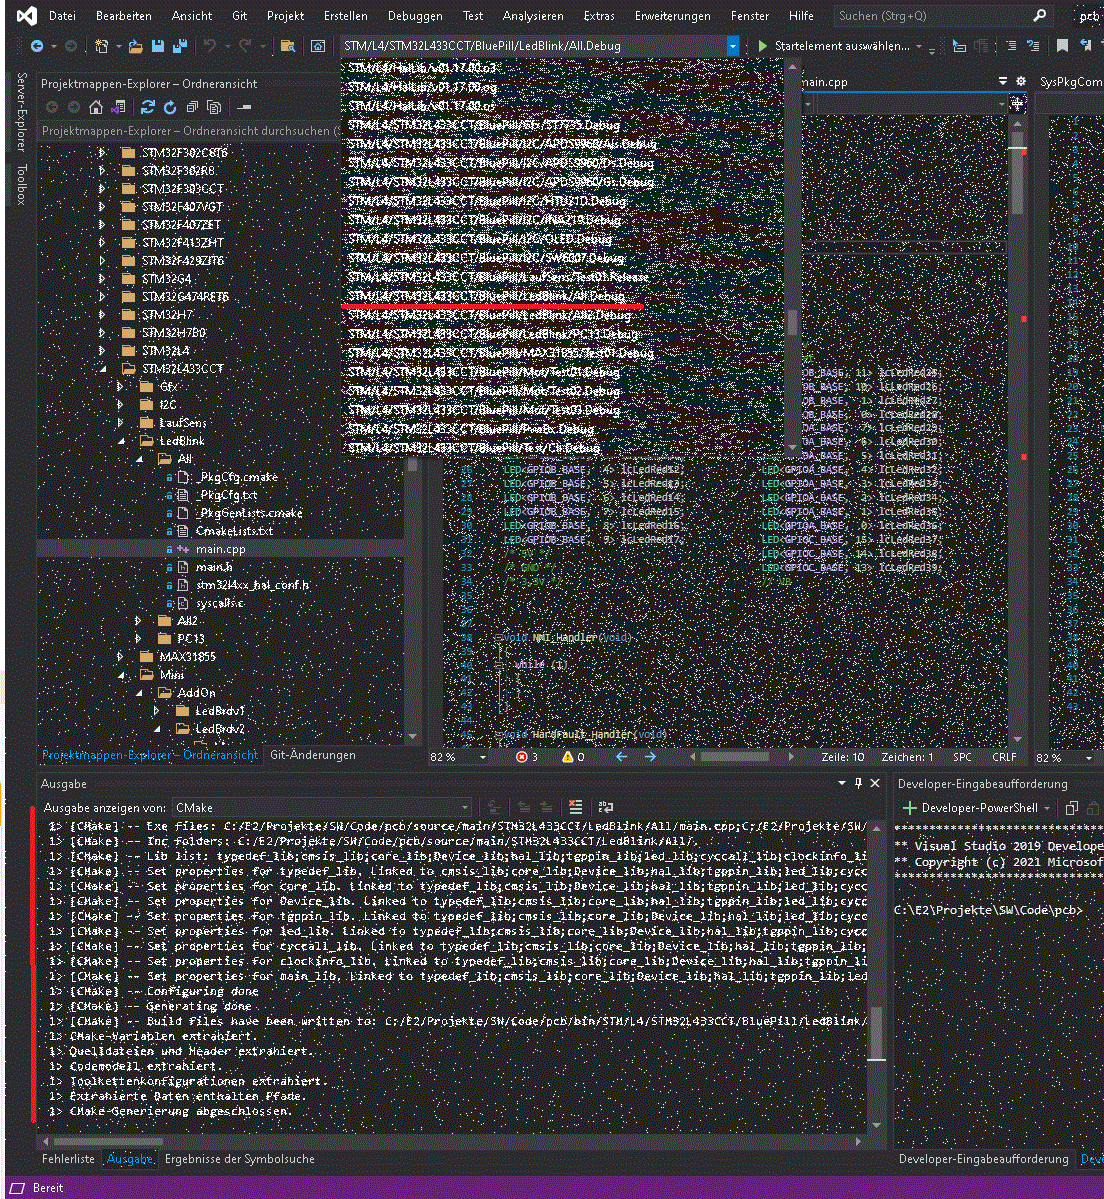 Datei Bearbeiten Ansicht Git Projekt Erstellen Debuggen Test Analysieren Extras Erweiterungen Fenster Hilfe Suchen (Strg+Q) pcb
STM/L4/STM32L433CCT/BluePill/LedBlink/All.Debug Startelement auswählen...
Server-Explorer
Toolbox
Projektmappen-Explorer – Ordneransicht
Projektmappen-Explorer – Ordneransicht durchsuchen (S
STM/L4/HalLib/v01.17.00.o3
STM/L4/HalLib/v01.17.00.og
STM/L4/HalLib/v01.17.00.os
STM/L4/STM32L433CCT/BluePill/Gfx/ST7735.Debug
STM/L4/STM32L433CCT/BluePill/I2C/APDS9960/Als.Debug
STM/L4/STM32L433CCT/BluePill/I2C/APDS9960/Ps.Debug
STM/L4/STM32L433CCT/BluePill/I2C/APDS9960/Gs.Debug
STM/L4/STM32L433CCT/BluePill/I2C/HTU21D.Debug
STM/L4/STM32L433CCT/BluePill/I2C/INA219.Debug
STM/L4/STM32L433CCT/BluePill/I2C/OLED.Debug
STM/L4/STM32L433CCT/BluePill/I2C/SW6007.Debug
STM/L4/STM32L433CCT/BluePill/LaufSens/Test01.Release
STM/L4/STM32L433CCT/BluePill/LedBlink/All.Debug
STM/L4/STM32L433CCT/BluePill/LedBlink/All2.Debug
STM/L4/STM32L433CCT/BluePill/LedBlink/PC13.Debug
STM/L4/STM32L433CCT/BluePill/MAX31855/Test01.Debug
STM/L4/STM32L433CCT/BluePill/Mot/Test01.Debug
STM/L4/STM32L433CCT/BluePill/Mot/Test02.Debug
STM/L4/STM32L433CCT/BluePill/Mot/Test03.Debug
STM/L4/STM32L433CCT/BluePill/PwrEx.Debug
STM/L4/STM32L433CCT/BluePill/Test/Cli.Debug
main.cpp
SysPkgCom
STM32F302C8T6
STM32F302R8
STM32F303CCT
STM32F407VGT
STM32F407ZET
STM32F413ZHT
STM32F429ZIT6
STM32G4
STM32G474RET6
STM32H7
STM32H7B0
STM32L4
STM32L433CCT
Gfx
I2C
LaufSens
LedBlink
All
_PkgCfg.cmake
_PkgCfg.txt
_PkgGenLists.cmake
CmakeLists.txt
main.cpp
main.h
stm32l4xx_hal_conf.h
syscalls.c
All2
PC13
MAX31855
Mini
AddOn
LedBrdv1
LedBrdv2
LED<GPIOB_BASE, 4> lcLedRed12; LED<GPIOA_BASE, 4> lcLedRed32;
LED<GPIOB_BASE, 5> lcLedRed13; LED<GPIOA_BASE, 3> lcLedRed33;
LED<GPIOB_BASE, 6> lcLedRed14; LED<GPIOA_BASE, 2> lcLedRed34;
LED<GPIOB_BASE, 7> lcLedRed15; LED<GPIOA_BASE, 1> lcLedRed35;
LED<GPIOB_BASE, 8> lcLedRed16; LED<GPIOA_BASE, 0> lcLedRed36;
LED<GPIOB_BASE, 9> lcLedRed17; LED<GPIOC_BASE, 15> lcLedRed37;
/* 5V */ LED<GPIOC_BASE, 14> lcLedRed38;
/* GND */ LED<GPIOC_BASE, 13> lcLedRed39;
/* 3.3V */ // VB
void NMI_Handler(void)
while (1)
void HardFault_Handler(void)
Projektmappen-Explorer – Ordneransicht Git-Änderungen
82 % 3 0 Zeile: 10 Zeichen: 1 SPC CRLF 82 %
Ausgabe
Ausgabe anzeigen von: CMake
1> [CMake] -- Exe files: C:/E2/Projekte/SW/Code/pcb/source/main/STM32L433CCT/LedBlink/All/main.cpp;C:/E2/Projekte/SW/
1> [CMake] -- Inc folders: C:/E2/Projekte/SW/Code/pcb/source/main/STM32L433CCT/LedBlink/All/.
1> [CMake] -- Lib list: typedef_lib;cmsis_lib;core_lib;Device_lib;hal_lib;tgppin_lib;led_lib;cyccall_lib;clockinfo_li
1> [CMake] -- Set properties for typedef_lib. Linked to cmsis_lib;core_lib;Device_lib;hal_lib;tgppin_lib;led_lib;cycc
1> [CMake] -- Set properties for core_lib. Linked to typedef_lib;cmsis_lib;Device_lib;hal_lib;tgppin_lib;led_lib;cycc
1> [CMake] -- Set properties for Device_lib. Linked to typedef_lib;cmsis_lib;core_lib;hal_lib;tgppin_lib;led_lib;cycc
1> [CMake] -- Set properties for tgppin_lib. Linked to typedef_lib;cmsis_lib;core_lib;Device_lib;hal_lib;led_lib;cycc
1> [CMake] -- Set properties for led_lib. Linked to typedef_lib;cmsis_lib;core_lib;Device_lib;hal_lib;tgppin_lib;cycc
1> [CMake] -- Set properties for cyccall_lib. Linked to typedef_lib;cmsis_lib;core_lib;Device_lib;hal_lib;tgppin_lib;
1> [CMake] -- Set properties for clockinfo_lib. Linked to typedef_lib;cmsis_lib;core_lib;Device_lib;hal_lib;tgppin_li
1> [CMake] -- Set properties for main_lib. Linked to typedef_lib;cmsis_lib;core_lib;Device_lib;hal_lib;tgppin_lib;led
1> [CMake] -- Configuring done
1> [CMake] -- Generating done
1> [CMake] -- Build files have been written to: C:/E2/Projekte/SW/Code/pcb/bin/STM/L4/STM32L433CCT/BluePill/LedBlink/
1> CMake-Variablen extrahiert.
1> Quelldateien und Header extrahiert.
1> Codemodell extrahiert.
1> Toolkettenkonfigurationen extrahiert.
1> Extrahierte Daten enthalten Pfade.
1> CMake-Generierung abgeschlossen.
Fehlerliste Ausgabe Ergebnisse der Symbolsuche
Developer-Eingabeaufforderung
Developer-PowerShell
** Visual Studio 2019 Develope
** Copyright (c) 2021 Microsof
C:\E2\Projekte\SW\Code\pcb>
Developer-Eingabeaufforderung Deve
Bereit